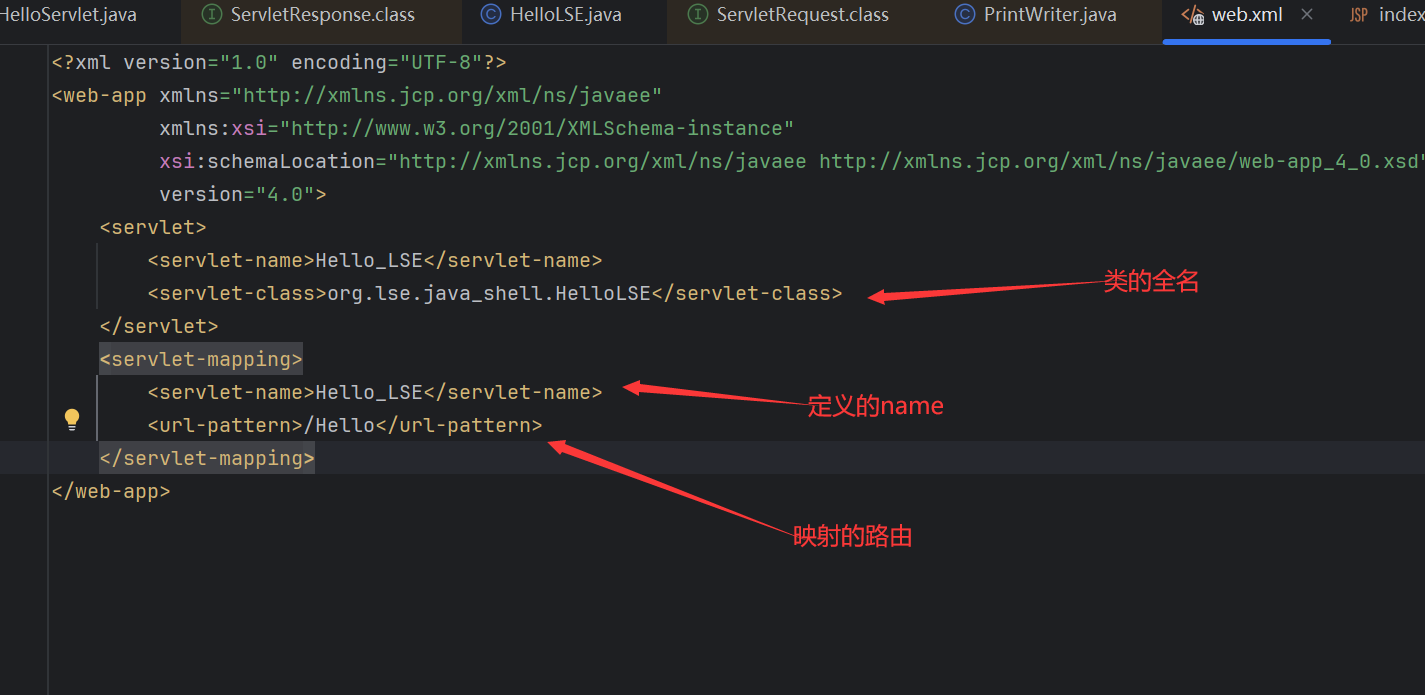 HelloServlet.java ServletResponse.class HelloLSE.java ServletRequest.class PrintWriter.java web.xml JSP index
<?xml version="1.0" encoding="UTF-8"?>
<web-app xmlns="http://xmlns.jcp.org/xml/ns/javaee"
xmlns:xsi="http://www.w3.org/2001/XMLSchema-instance"
xsi:schemaLocation="http://xmlns.jcp.org/xml/ns/javaee http://xmlns.jcp.org/xml/ns/javaee/web-app_4_0.xsd"
version="4.0">
<servlet>
<servlet-name>Hello_LSE</servlet-name>
<servlet-class>org.lse.java_shell.HelloLSE</servlet-class>
类的全名
</servlet>
<servlet-mapping>
<servlet-name>Hello_LSE</servlet-name>
定义的name
<url-pattern>/Hello</url-pattern>
</servlet-mapping>
</web-app>
映射的路由